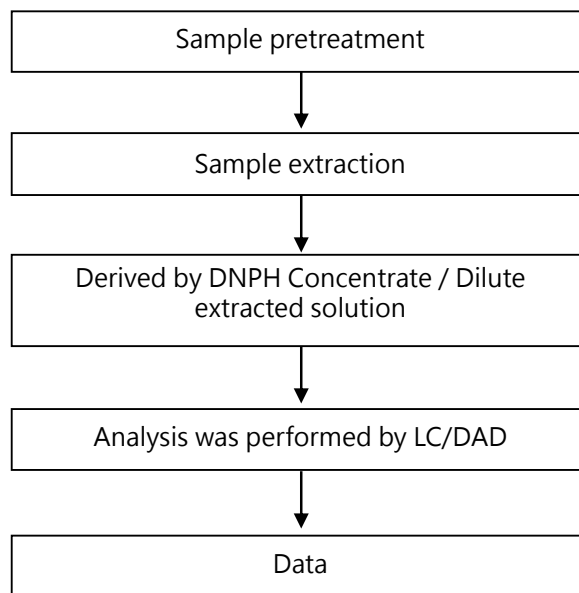 Sample pretreatment
Sample extraction
Derived by DNPH Concentrate / Dilute
extracted solution
Analysis was performed by LC/DAD
Data